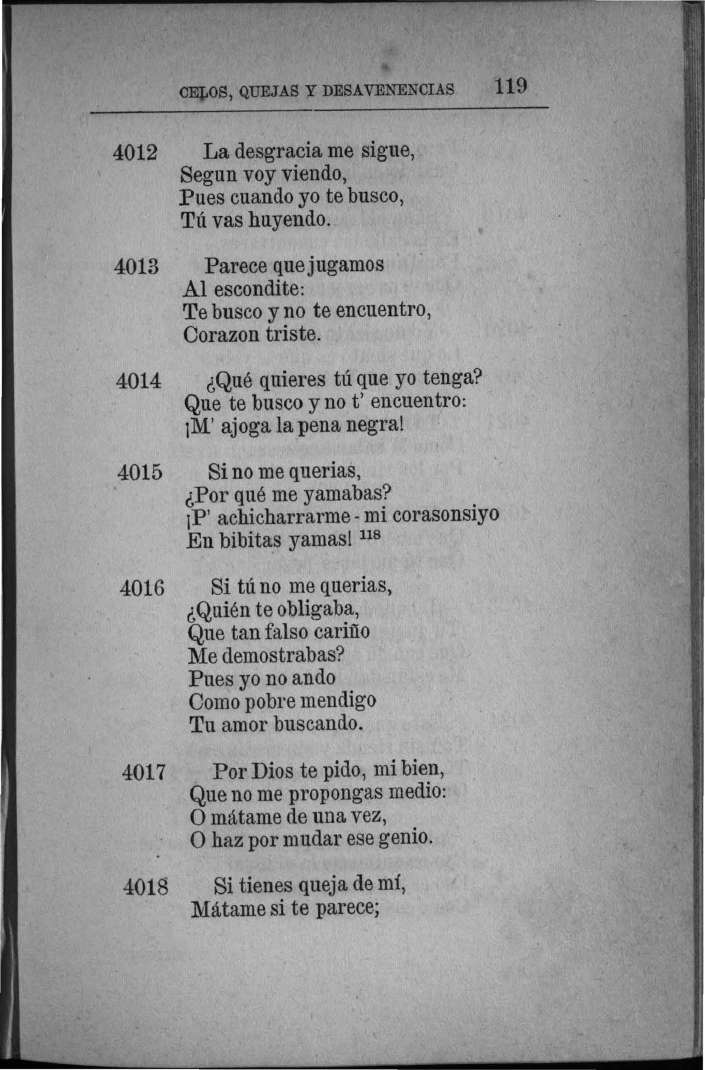 CELOS, QUEJAS Y DESAVENENCIAS 119
4012 La desgracia me sigue,
Segun voy viendo,
Pues cuando yo te busco,
Tú vas huyendo.
4013 Parece que jugamos
Al escondite:
Te busco y no te encuentro,
Corazon triste.
4014 ¿Qué quieres tú que yo tenga?
Que te busco y no t' encuentro:
¡M' ajoga la pena negra!
4015 Si no me querias,
¿Por qué me yamabas?
¡P' achicharrarme - mi corasonsiyo
En bibitas yamas! 118
4016 Si tú no me querias,
¿Quién te obligaba,
Que tan falso cariño
Me demostrabas?
Pues yo no ando
Como pobre mendigo
Tu amor buscando.
4017 Por Dios te pido, mi bien,
Que no me propongas medio:
O mátame de una vez,
O haz por mudar ese genio.
4018 Si tienes queja de mí,
Mátame si te parece;